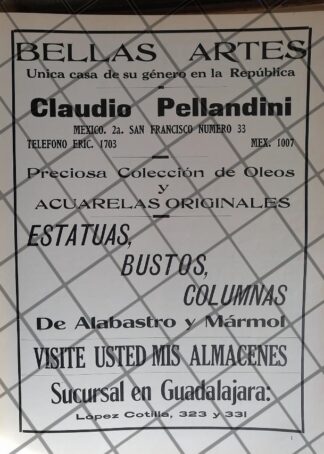 BELLAS ARTES
Unica casa de su género en la República
Claudio Pellandini
MEXICO. 2a. SAN FRANCISCO NUMERO 33
TELEFONO ERIC. 1703 MEX. 1007
Preciosa Colección de Oleos
y
ACUARELAS ORIGINALES
ESTATUAS,
BUSTOS,
COLUMNAS
De Alabastro y Mármol
VISITE USTED MIS ALMACENES
Sucursal en Guadalajara:
López Cotilla, 323 y 331
1